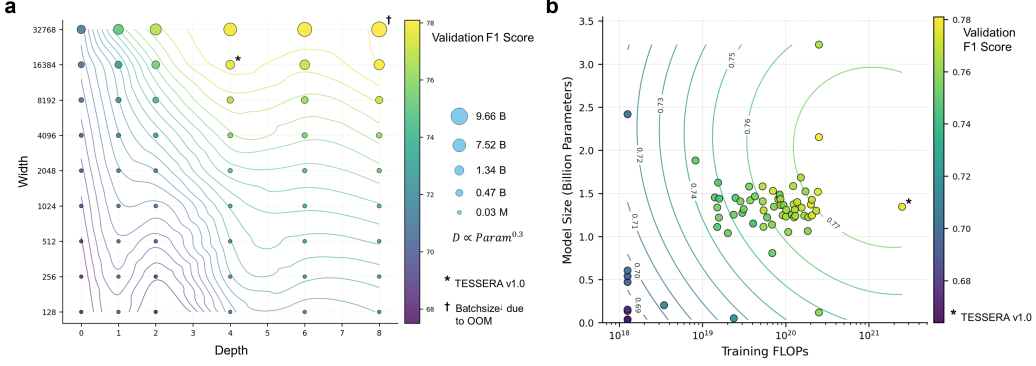 a
32768
16384
8192
4096
2048
1024
512
256
128
Width
0 1 2 3 4 5 6 7 8
Depth
*
†
78
76
74
72
70
68
Validation F1 Score
9.66 B
7.52 B
1.34 B
0.47 B
0.03 M
D ∝ Param^0.3
* TESSERA v1.0
† Batchsize↓ due
to OOM
b
3.5
3.0
2.5
2.0
1.5
1.0
0.5
0.0
Model Size (Billion Parameters)
10^18 10^19 10^20 10^21
Training FLOPs
0.75
0.73
0.76
0.72
0.74
0.71
0.77
0.70
0.69
*
0.78
0.76
0.74
0.72
0.70
0.68
Validation
F1 Score
* TESSERA v1.0